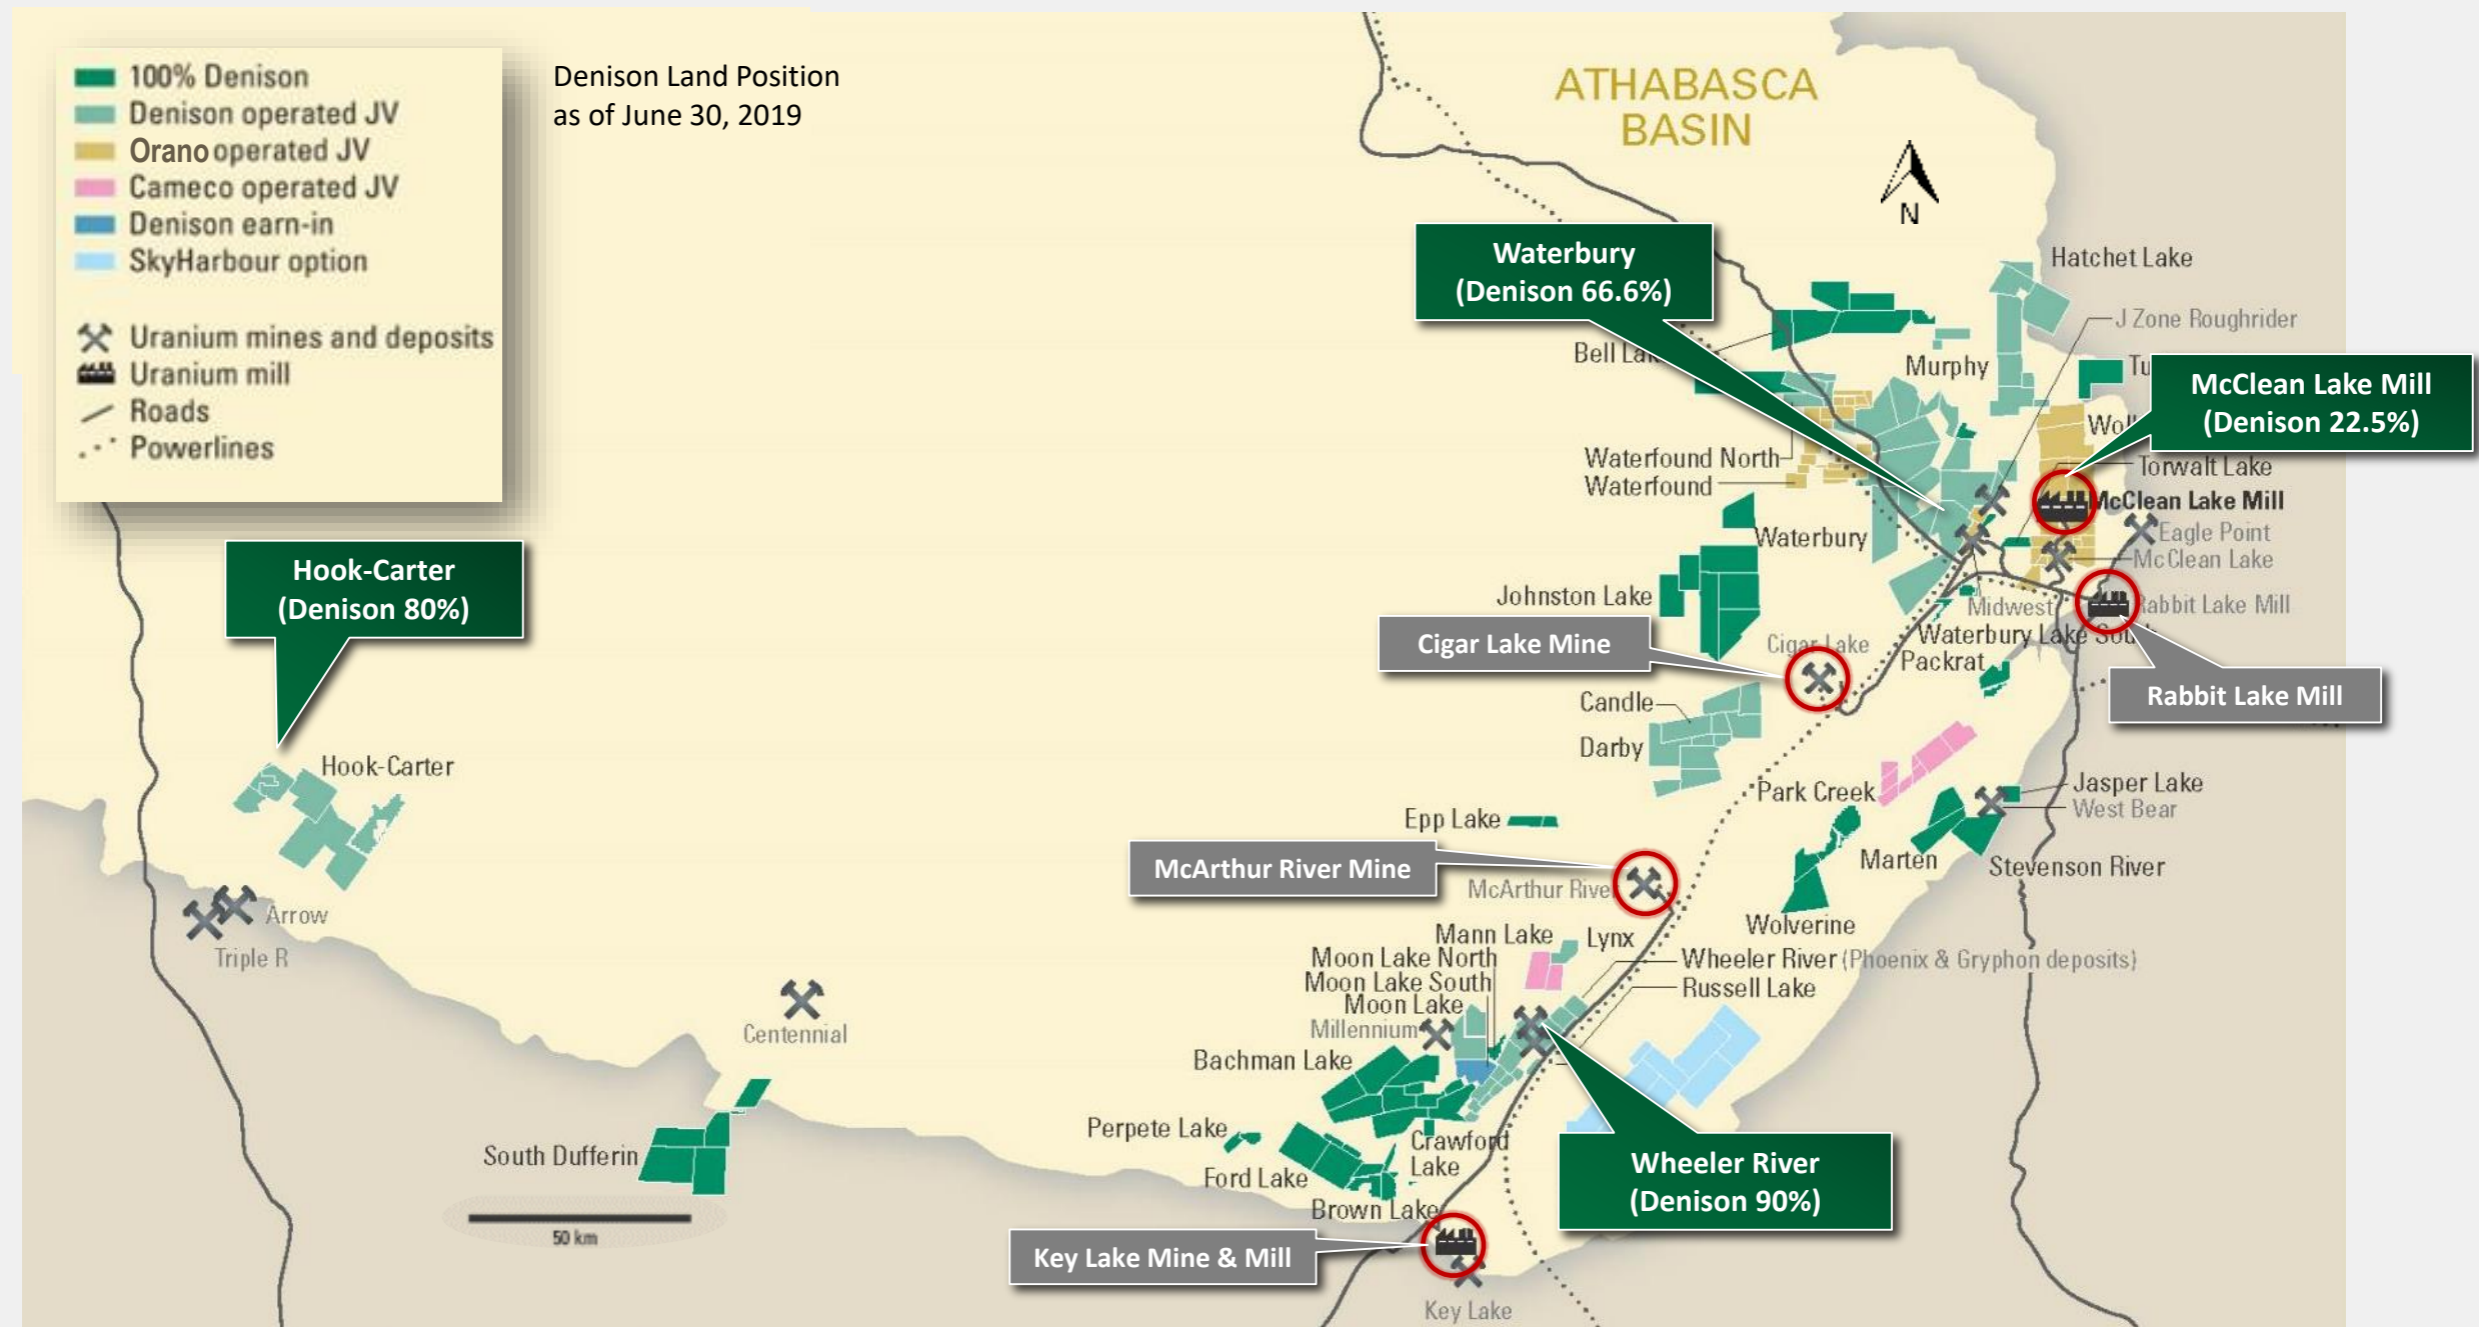 100% Denison
Denison operated JV
Orano operated JV
Cameco operated JV
Denison earn-in
SkyHarbour option
Uranium mines and deposits
Uranium mill
Roads
Powerlines
Denison Land Position
as of June 30, 2019
ATHABASCA
BASIN
N
Waterbury
(Denison 66.6%)
Hatchet Lake
J Zone Roughrider
Bell
Murphy
McClean Lake Mill
(Denison 22.5%)
Waterfound North
Waterfound
Torwalt Lake
McClean Lake Mill
Eagle Point
McClean Lake
Waterbury
Hook-Carter
(Denison 80%)
Johnston Lake
Midwest
Rabbit Lake Mill
Cigar Lake Mine
Cigar Lake
Waterbury Lake South
Packrat
Rabbit Lake Mill
Candle
Darby
Hook-Carter
Park Creek
Jasper Lake
West Bear
Epp Lake
McArthur River Mine
McArthur River
Marten
Stevenson River
Wolverine
Arrow
Triple R
Mann Lake
Lynx
Moon Lake North
Moon Lake South
Moon Lake
Millennium
Wheeler River (Phoenix & Gryphon deposits)
Russell Lake
Centennial
Bachman Lake
Perpete Lake
Crawford
Lake
South Dufferin
Ford Lake
Brown Lake
Wheeler River
(Denison 90%)
50 km
Key Lake Mine & Mill
Key Lake